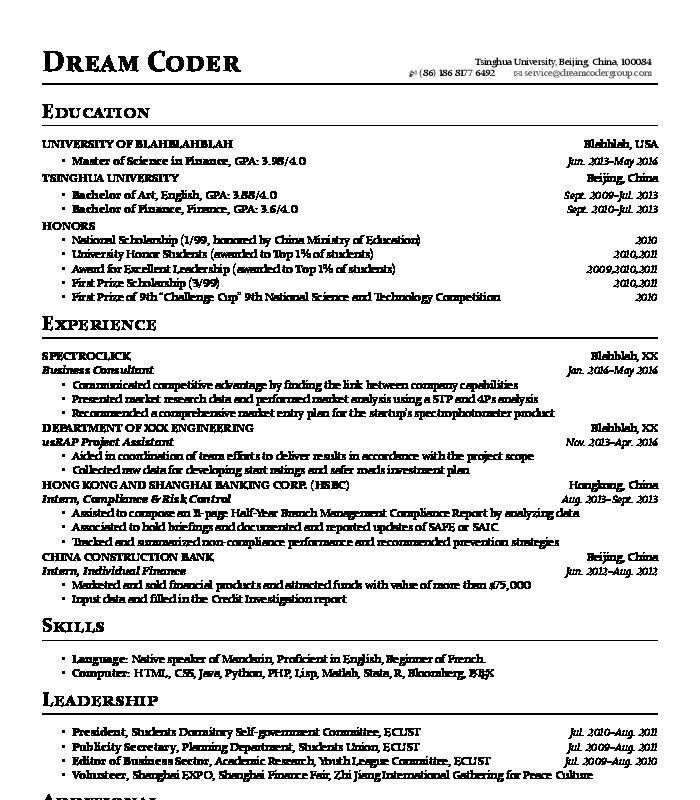 DREAM CODER
Tsinghua University, Beijing, China, 100084
(86) 186 8177 6492 service@dreamcodergroup.com
EDUCATION
UNIVERSITY OF BLAHBLAHBLAH Blahblah, USA
• Master of Science in Finance, GPA: 3.98/4.0 Jun. 2013–May 2016
TSINGHUA UNIVERSITY Beijing, China
• Bachelor of Art, English, GPA: 3.88/4.0 Sept. 2009–Jul. 2013
• Bachelor of Finance, Finance, GPA: 3.6/4.0 Sept. 2010–Jul. 2013
HONORS
• National Scholarship (1/99, honored by China Ministry of Education) 2010
• University Honor Students (awarded to Top 1% of students) 2010,2011
• Award for Excellent Leadership (awarded to Top 1% of students) 2009,2010,2011
• First Prize Scholarship (3/99) 2010,2011
• First Prize of 9th "Challenge Cup" 9th National Science and Technology Competition 2010
EXPERIENCE
SPECTROCLICK Blahblah, XX
Business Consultant Jan. 2016–May 2016
• Communicated competitive advantage by finding the link between company capabilities
• Presented market research data and performed market analysis using a STP and 4Ps analysis
• Recommended a comprehensive market entry plan for the startup's spectrophotometer product
DEPARTMENT OF XXX ENGINEERING Blahblah, XX
usRAP Project Assistant Nov. 2013–Apr. 2016
• Aided in coordination of team efforts to deliver results in accordance with the project scope
• Collected raw data for developing start ratings and safer roads investment plan
HONG KONG AND SHANGHAI BANKING CORP. (HSBC) Hongkong, China
Intern, Compliance & Risk Control Aug. 2013–Sept. 2013
• Assisted to compose an 11-page Half-Year Branch Management Compliance Report by analyzing data
• Associated to hold briefings and documented and reported updates of SAFE or SAIC
• Tracked and summarized non-compliance performance and recommended prevention strategies
CHINA CONSTRUCTION BANK Beijing, China
Intern, Individual Finance Jun. 2012–Aug. 2012
• Marketed and sold financial products and attracted funds with value of more than $75,000
• Input data and filled in the Credit Investigation report
SKILLS
• Language: Native speaker of Mandarin, Proficient in English, Beginner of French.
• Computer: HTML, CSS, Java, Python, PHP, Lisp, Matlab, Stata, R, Bloomberg, LATEX
LEADERSHIP
• President, Students Dormitory Self-government Committee, ECUST Jul. 2010–Aug. 2011
• Publicity Secretary, Planning Department, Students Union, ECUST Jul. 2009–Aug. 2011
• Editor of Business Sector, Academic Research, Youth League Committee, ECUST Jul. 2009–Aug. 2010
• Volunteer, Shanghai EXPO, Shanghai Finance Fair, Zhi Jiang International Gathering for Peace Culture